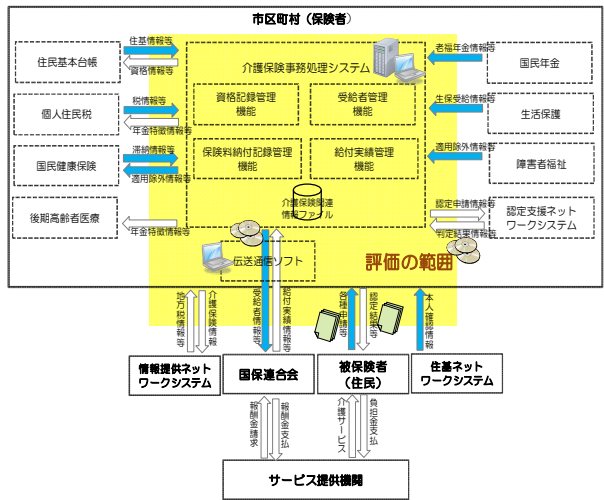 市区町村（保険者）
住民基本台帳
住基情報等
資格情報等
個人住民税
税情報等
年金特徴情報等
国民健康保険
滞納情報等
適用除外情報等
後期高齢者医療
年金特徴情報等
介護保険事務処理システム
資格記録管理
機能
受給者管理
機能
保険料納付記録管理
機能
給付実績管理
機能
介護保険関連
情報ファイル
伝送通信ソフト
評価の範囲
老福年金情報等
国民年金
生保受給情報等
生活保護
適用除外情報等
障害者福祉
認定申請情報等
判定結果情報等
認定支援ネット
ワークシステム
地方税情報等
介護保険情報
受給者情報等
給付実績情報等
各種申請等
認定結果等
本人確認情報
情報提供ネット
ワークシステム
国保連合会
被保険者
（住民）
住基ネット
ワークシステム
報酬金請求
報酬金支払
介護サービス
負担金支払
サービス提供機関